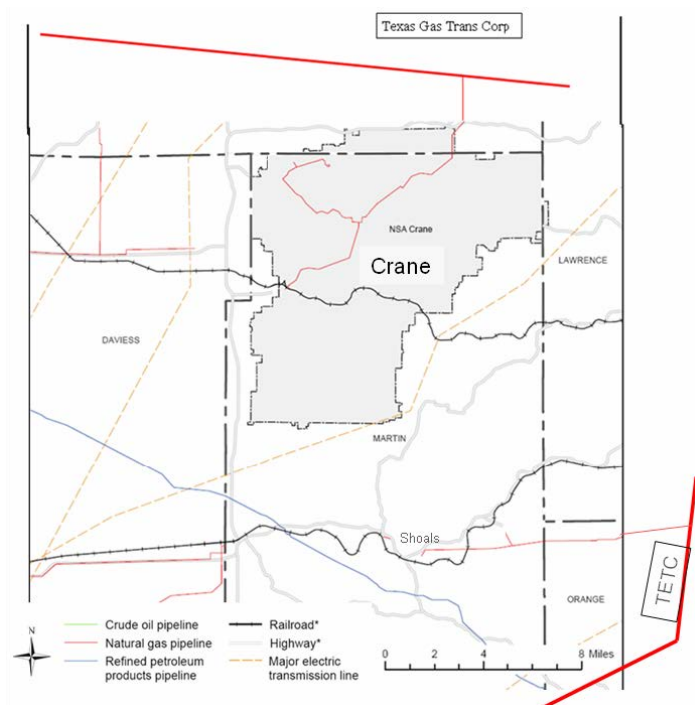 Texas Gas Trans Corp
NSA Crane
Crane
LAWRENCE
DAVIESS
MARTIN
Shoals
TETC
ORANGE
N
Crude oil pipeline
Natural gas pipeline
Refined petroleum
products pipeline
Railroad*
Highway*
Major electric
transmission line
0 2 4 8 Miles